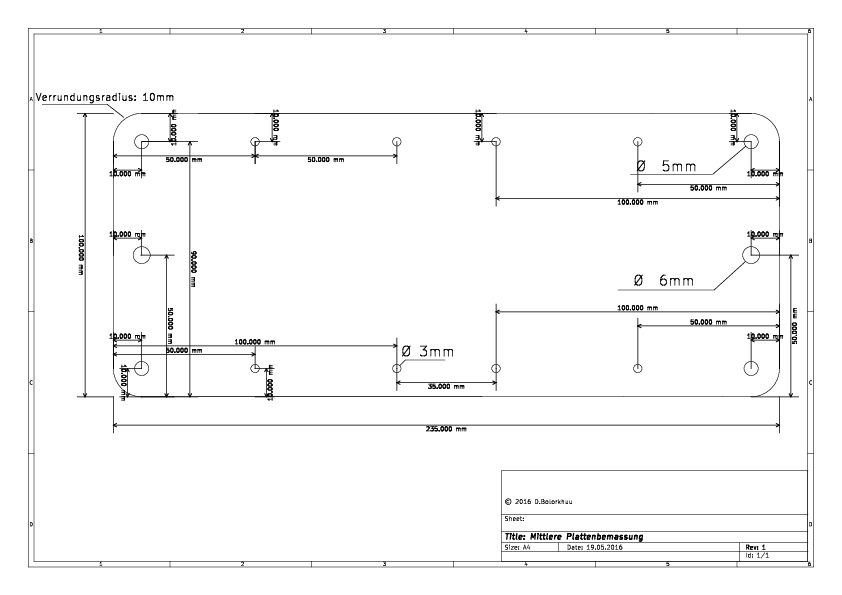 1 2 3 4 5 6
A Verrundungsradius: 10mm A
10.000 mm 10.000 mm 10.000 mm 10.000 mm
50.000 mm 50.000 mm
Ø 5mm
10.000 mm 10.000 mm
50.000 mm
100.000 mm
B 10.000 mm 10.000 mm B
100.000 mm
90.000 mm
Ø 6mm
50.000 mm
100.000 mm
50.000 mm
50.000 mm
10.000 mm 10.000 mm
100.000 mm
50.000 mm
Ø 3mm
C 10.000 mm 10.000 mm C
35.000 mm
235.000 mm
© 2016 D.Bolorkhuu
Sheet:
D D
Title: Mittlere Plattenbemassung
Size: A4 Date: 19.05.2016 Rev: 1
Id: 1/1
1 2 3 4 5 6